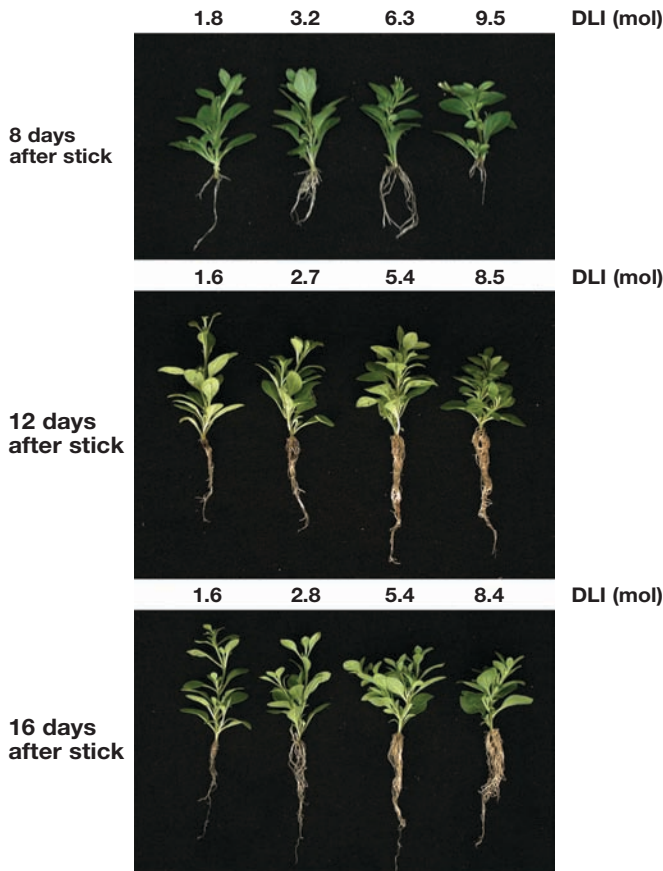 1.8 3.2 6.3 9.5 DLI (mol)
8 days
after stick
1.6 2.7 5.4 8.5 DLI (mol)
12 days
after stick
1.6 2.8 5.4 8.4 DLI (mol)
16 days
after stick